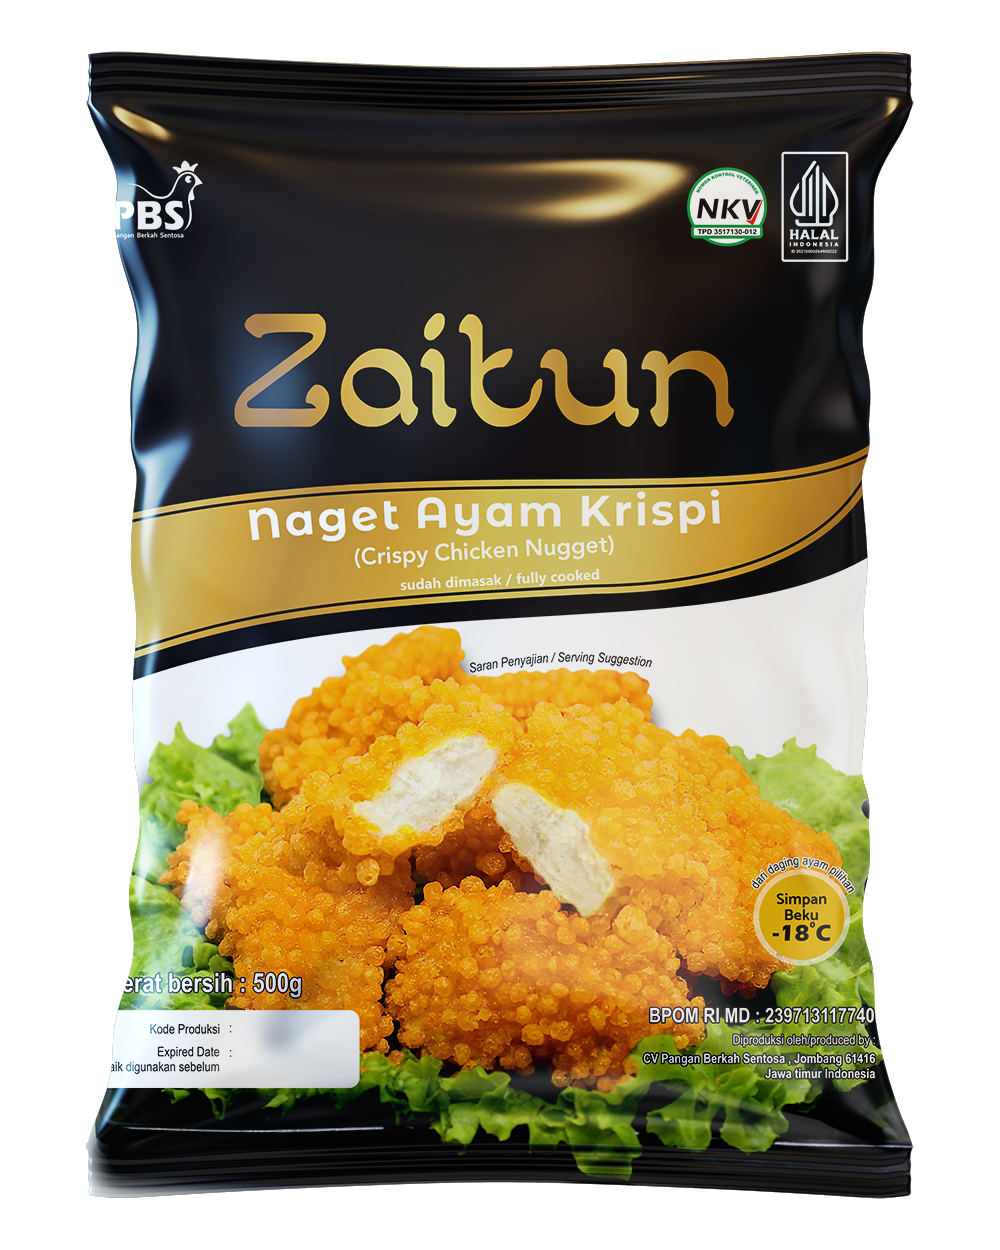 PBS
Pangan Berkah Sentosa
NOMOR KONTROL VETERINER
NKV
TPD 3517130-012
HALAL
INDONESIA
Zaitun
Naget Ayam Krispi
(Crispy Chicken Nugget)
sudah dimasak / fully cooked
Saran Penyajian / Serving Suggestion
dari daging ayam pilihan
Simpan
Beku
-18°C
erat bersih : 500g
Kode Produksi :
Expired Date :
aik digunakan sebelum
BPOM RI MD : 239713117740
Diproduksi oleh/produced by :
CV Pangan Berkah Sentosa , Jombang 61416
Jawa timur Indonesia